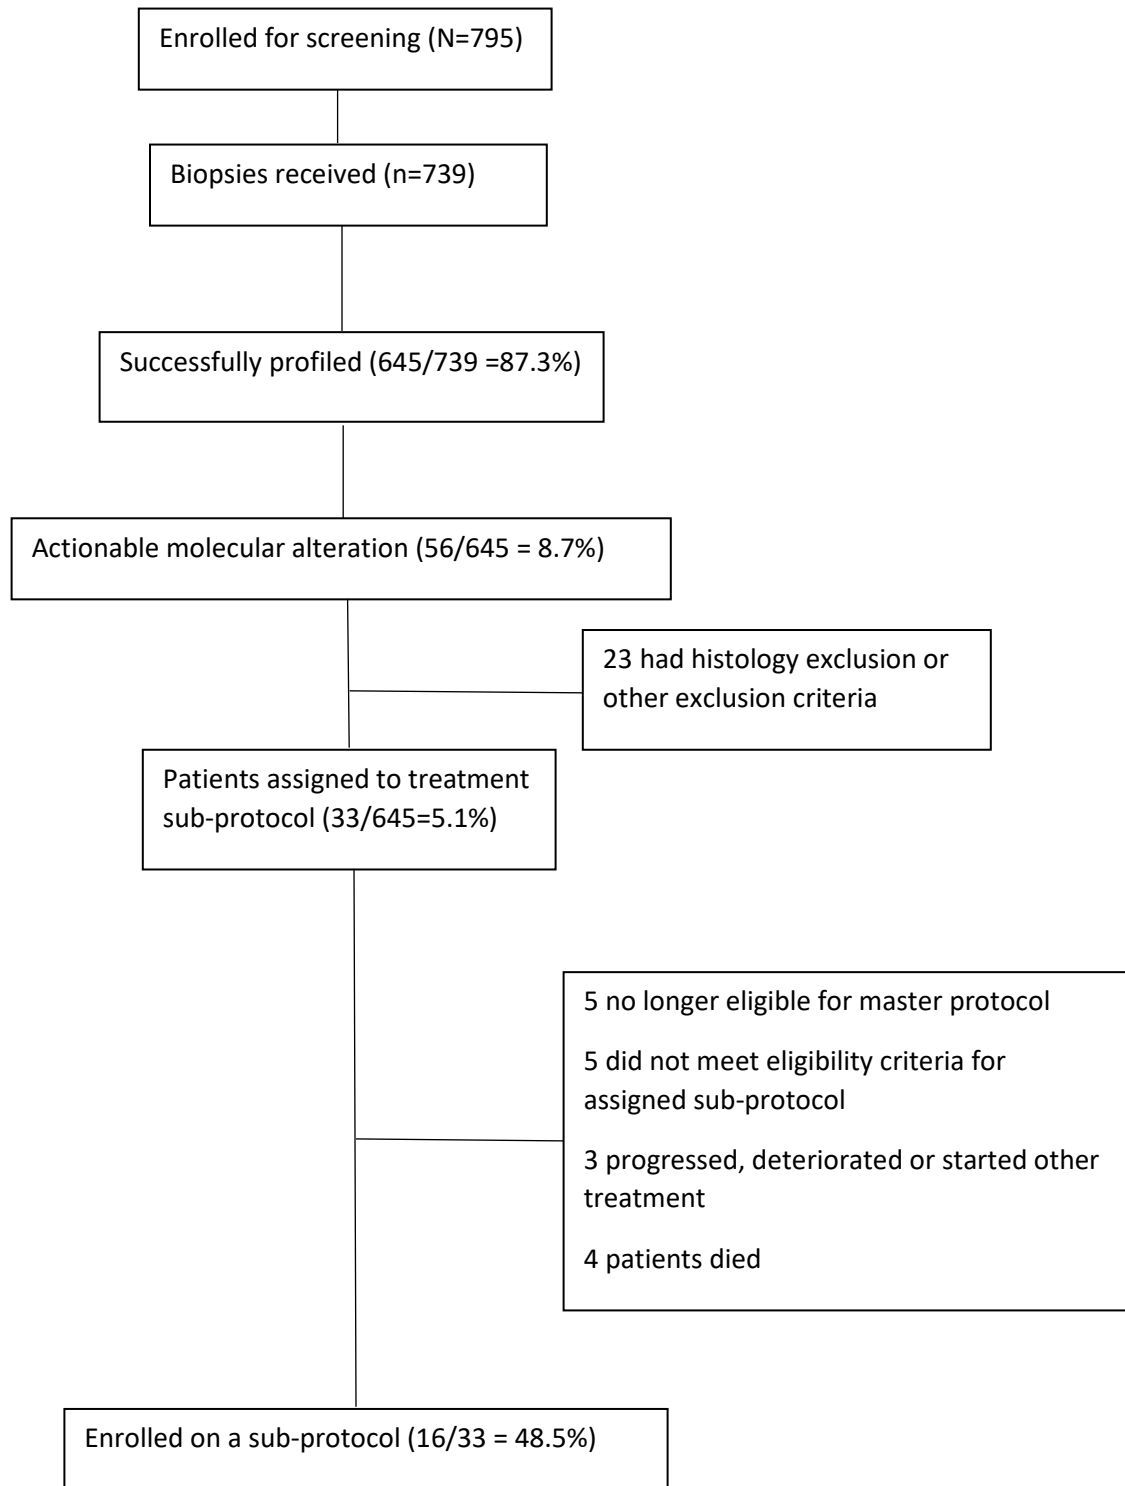 Enrolled for screening (N=795)
Biopsies received (n=739)
Successfully profiled (645/739 =87.3%)
Actionable molecular alteration (56/645 = 8.7%)
23 had histology exclusion or
other exclusion criteria
Patients assigned to treatment
sub-protocol (33/645=5.1%)
5 no longer eligible for master protocol
5 did not meet eligibility criteria for
assigned sub-protocol
3 progressed, deteriorated or started other
treatment
4 patients died
Enrolled on a sub-protocol (16/33 = 48.5%)